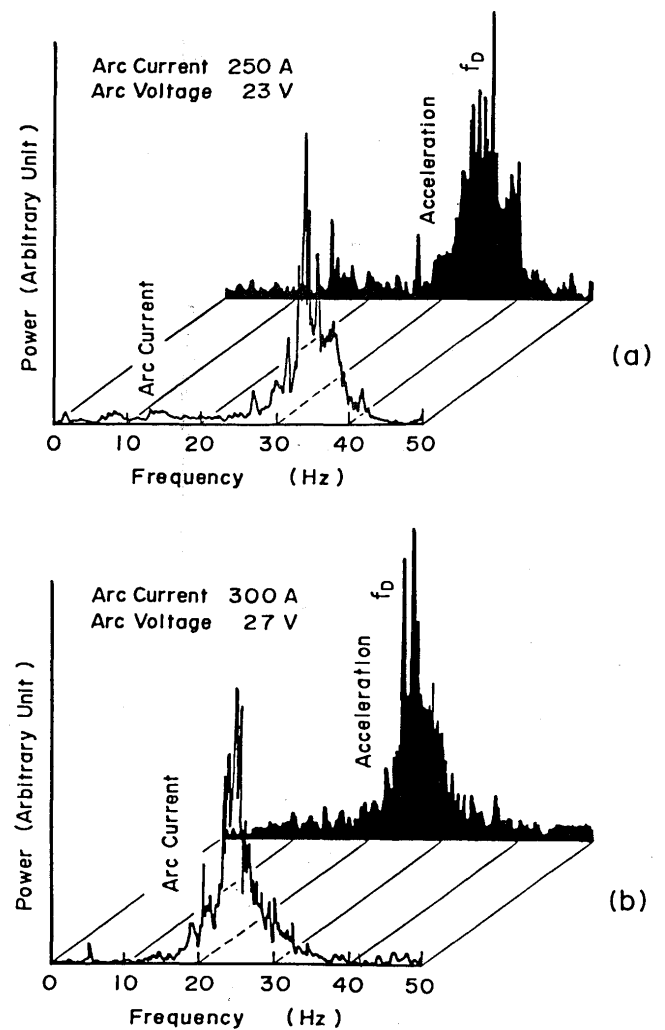 Arc Current 250 A
Arc Voltage 23 V
f_D
Acceleration
Power (Arbitrary Unit)
Arc Current
(a)
0 10 20 30 40 50
Frequency (Hz)
Arc Current 300 A
Arc Voltage 27 V
f_D
Acceleration
Power (Arbitrary Unit)
Arc Current
(b)
0 10 20 30 40 50
Frequency (Hz)